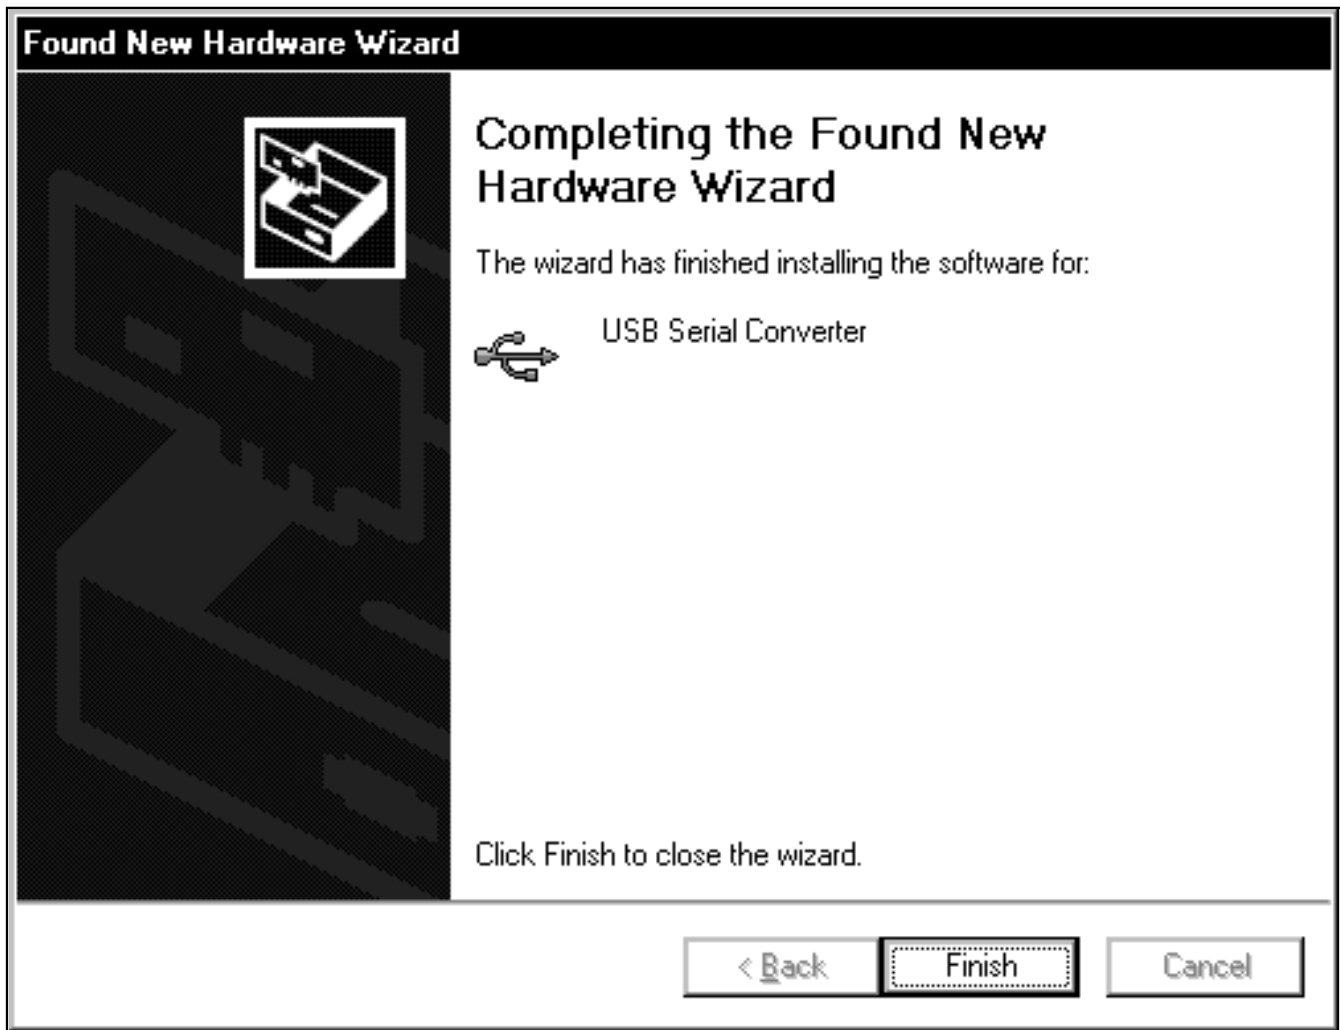 Found New Hardware Wizard
Completing the Found New
Hardware Wizard
The wizard has finished installing the software for:
USB Serial Converter
Click Finish to close the wizard.
< Back
Finish
Cancel